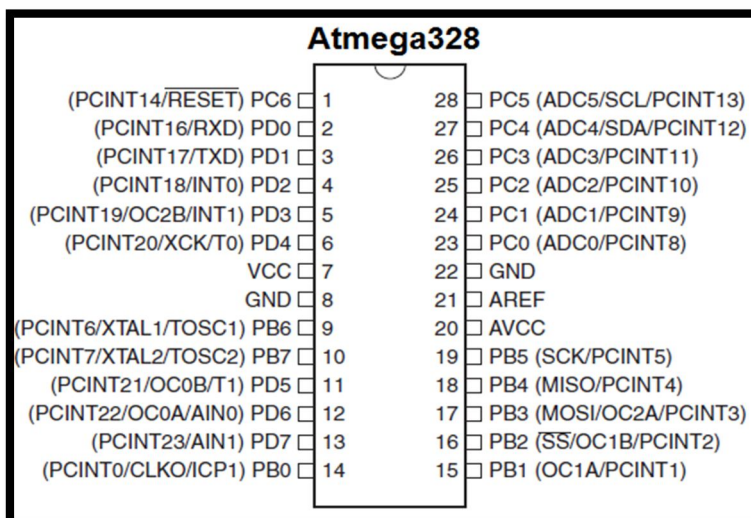 Atmega328
(PCINT14/RESET) PC6 1 28 PC5 (ADC5/SCL/PCINT13)
(PCINT16/RXD) PD0 2 27 PC4 (ADC4/SDA/PCINT12)
(PCINT17/TXD) PD1 3 26 PC3 (ADC3/PCINT11)
(PCINT18/INT0) PD2 4 25 PC2 (ADC2/PCINT10)
(PCINT19/OC2B/INT1) PD3 5 24 PC1 (ADC1/PCINT9)
(PCINT20/XCK/T0) PD4 6 23 PC0 (ADC0/PCINT8)
VCC 7 22 GND
GND 8 21 AREF
(PCINT6/XTAL1/TOSC1) PB6 9 20 AVCC
(PCINT7/XTAL2/TOSC2) PB7 10 19 PB5 (SCK/PCINT5)
(PCINT21/OC0B/T1) PD5 11 18 PB4 (MISO/PCINT4)
(PCINT22/OC0A/AIN0) PD6 12 17 PB3 (MOSI/OC2A/PCINT3)
(PCINT23/AIN1) PD7 13 16 PB2 (SS/OC1B/PCINT2)
(PCINT0/CLKO/ICP1) PB0 14 15 PB1 (OC1A/PCINT1)